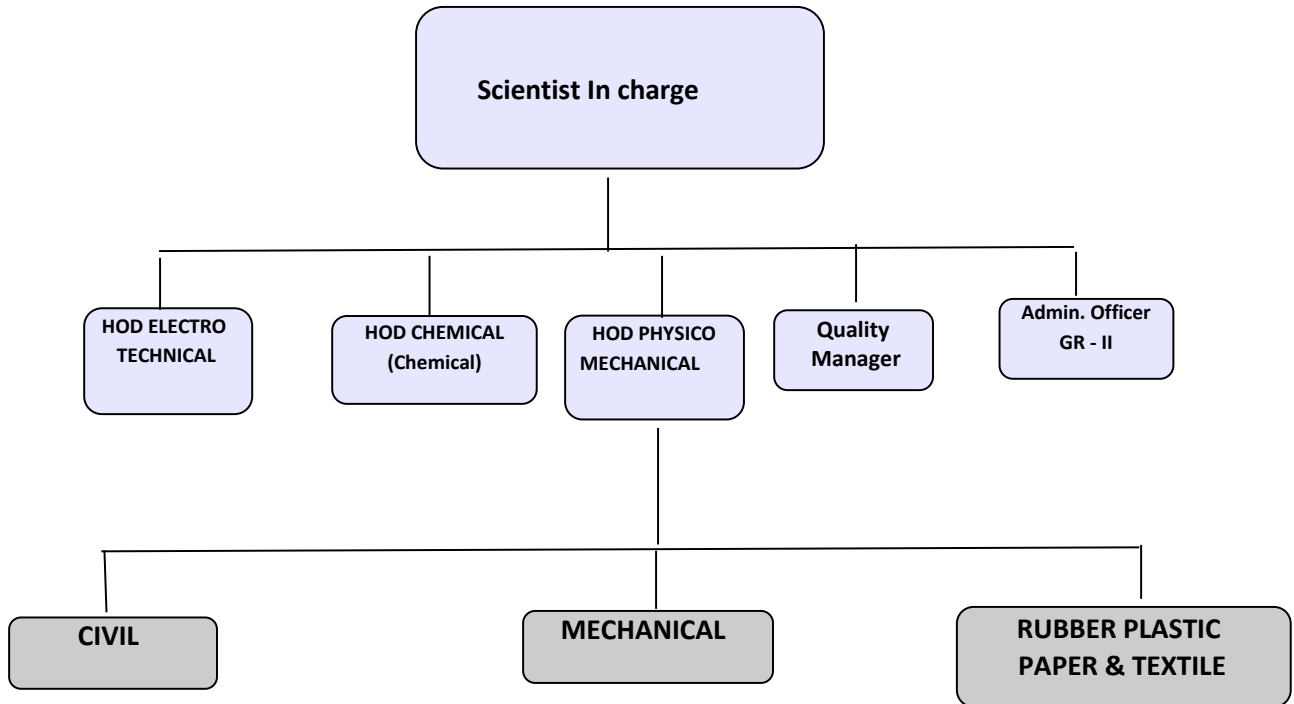 Scientist In charge
HOD ELECTRO
TECHNICAL
HOD CHEMICAL
(Chemical)
HOD PHYSICO
MECHANICAL
Quality
Manager
Admin. Officer
GR - II
CIVIL
MECHANICAL
RUBBER PLASTIC
PAPER & TEXTILE